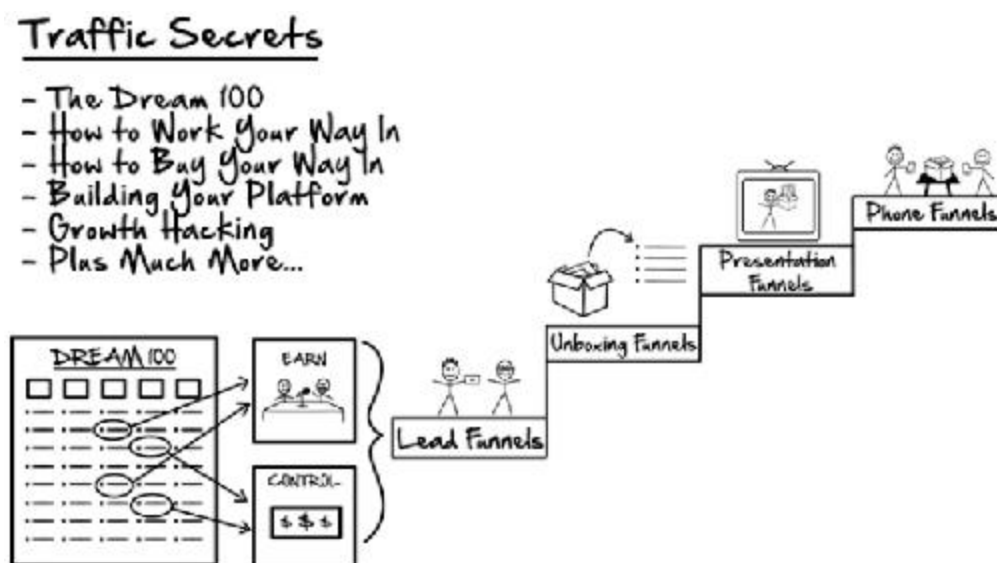 Traffic Secrets
- The Dream 100
- How to Work Your Way In
- How to Buy Your Way In
- Building Your Platform
- Growth Hacking
- Plus Much More...
DREAM 100
EARN
CONTROL
$ $ $
Lead Funnels
Unboxing Funnels
Presentation
Funnels
Phone Funnels